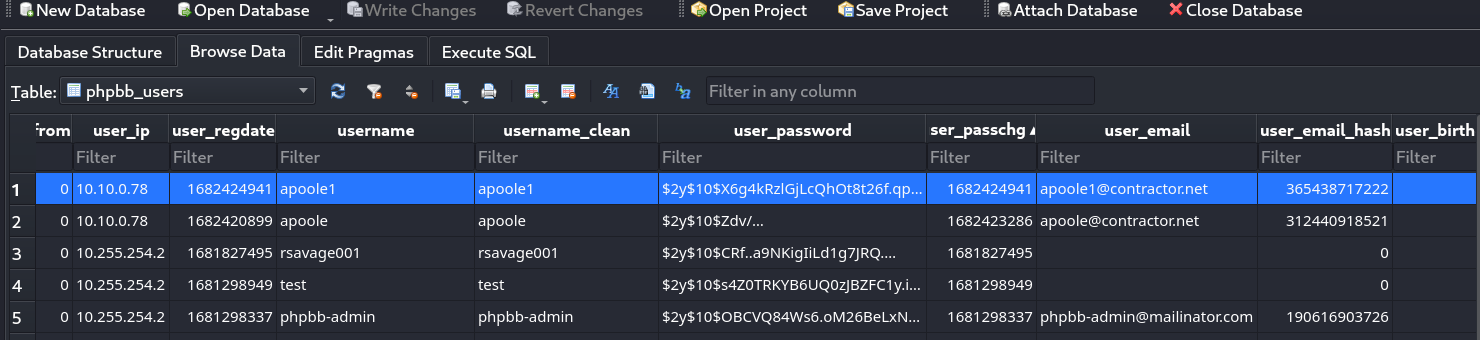 New Database Open Database Write Changes Revert Changes Open Project Save Project Attach Database Close Database
Database Structure Browse Data Edit Pragmas Execute SQL
Table: phpbb_users Filter in any column
from user_ip user_regdate username username_clean user_password ser_passchg user_email user_email_hash user_birth
Filter Filter Filter Filter Filter Filter Filter Filter Filter
1 0 10.10.0.78 1682424941 apoole1 apoole1 $2y$10$X6g4kRzlGjLcQhOt8t26f.qp... 1682424941 apoole1@contractor.net 365438717222
2 0 10.10.0.78 1682420899 apoole apoole $2y$10$Zdv/... 1682423286 apoole@contractor.net 312440918521
3 0 10.255.254.2 1681827495 rsavage001 rsavage001 $2y$10$CRf..a9NKigIiLd1g7JRQ.... 1681827495 0
4 0 10.255.254.2 1681298949 test test $2y$10$s4Z0TRKYB6UQ0zJBZFC1y.i... 1681298949 0
5 0 10.255.254.2 1681298337 phpbb-admin phpbb-admin $2y$10$OBCVQ84Ws6.oM26BeLxN... 1681298337 phpbb-admin@mailinator.com 190616903726